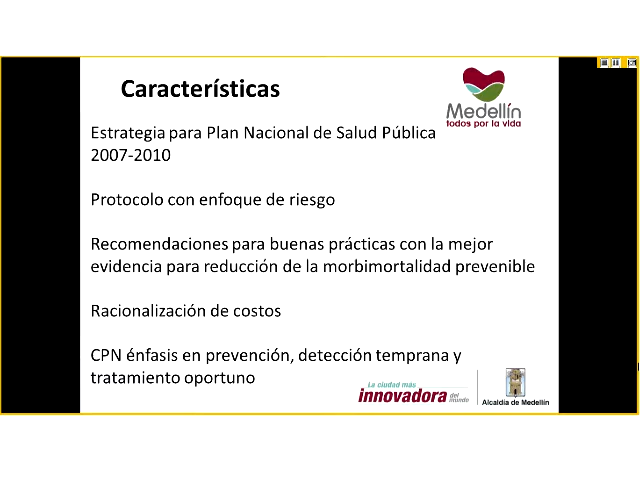 Características
Medellín
todos por la vida
Estrategia para Plan Nacional de Salud Pública
2007-2010
Protocolo con enfoque de riesgo
Recomendaciones para buenas prácticas con la mejor
evidencia para reducción de la morbimortalidad prevenible
Racionalización de costos
CPN énfasis en prevención, detección temprana y
tratamiento oportuno
La ciudad más
innovadora del
mundo
Alcaldía de Medellín